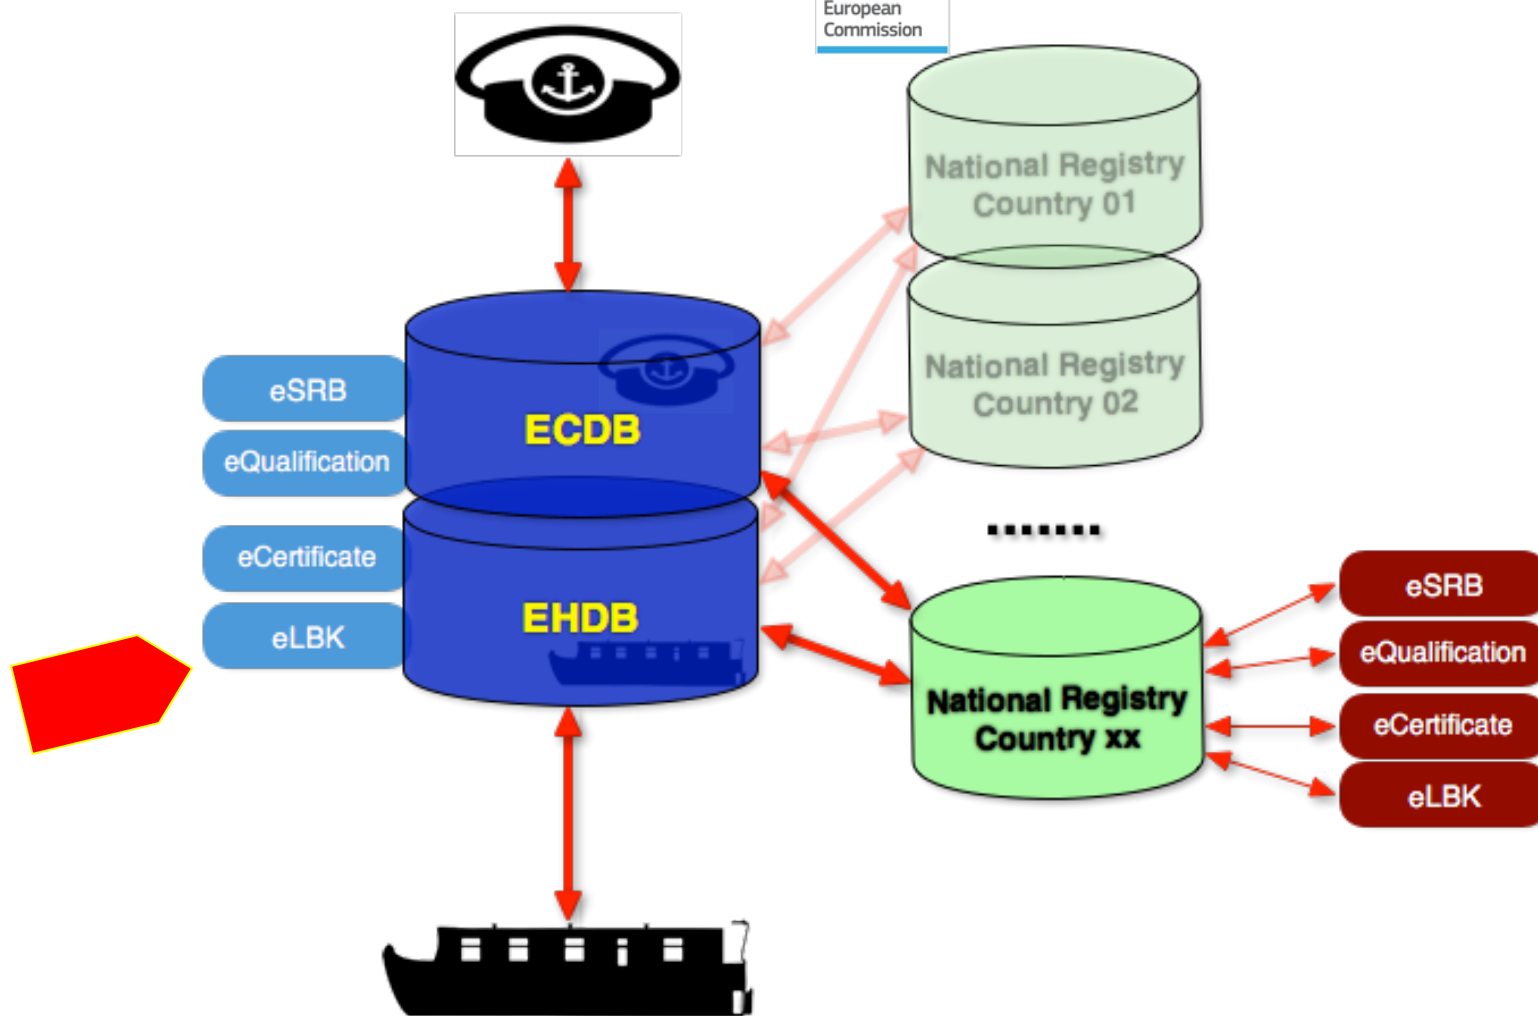 European
Commission
National Registry
Country 01
National Registry
Country 02
.......
eSRB
eQualification
eCertificate
eLBK
ECDB
EHDB
National Registry
Country xx
eSRB
eQualification
eCertificate
eLBK